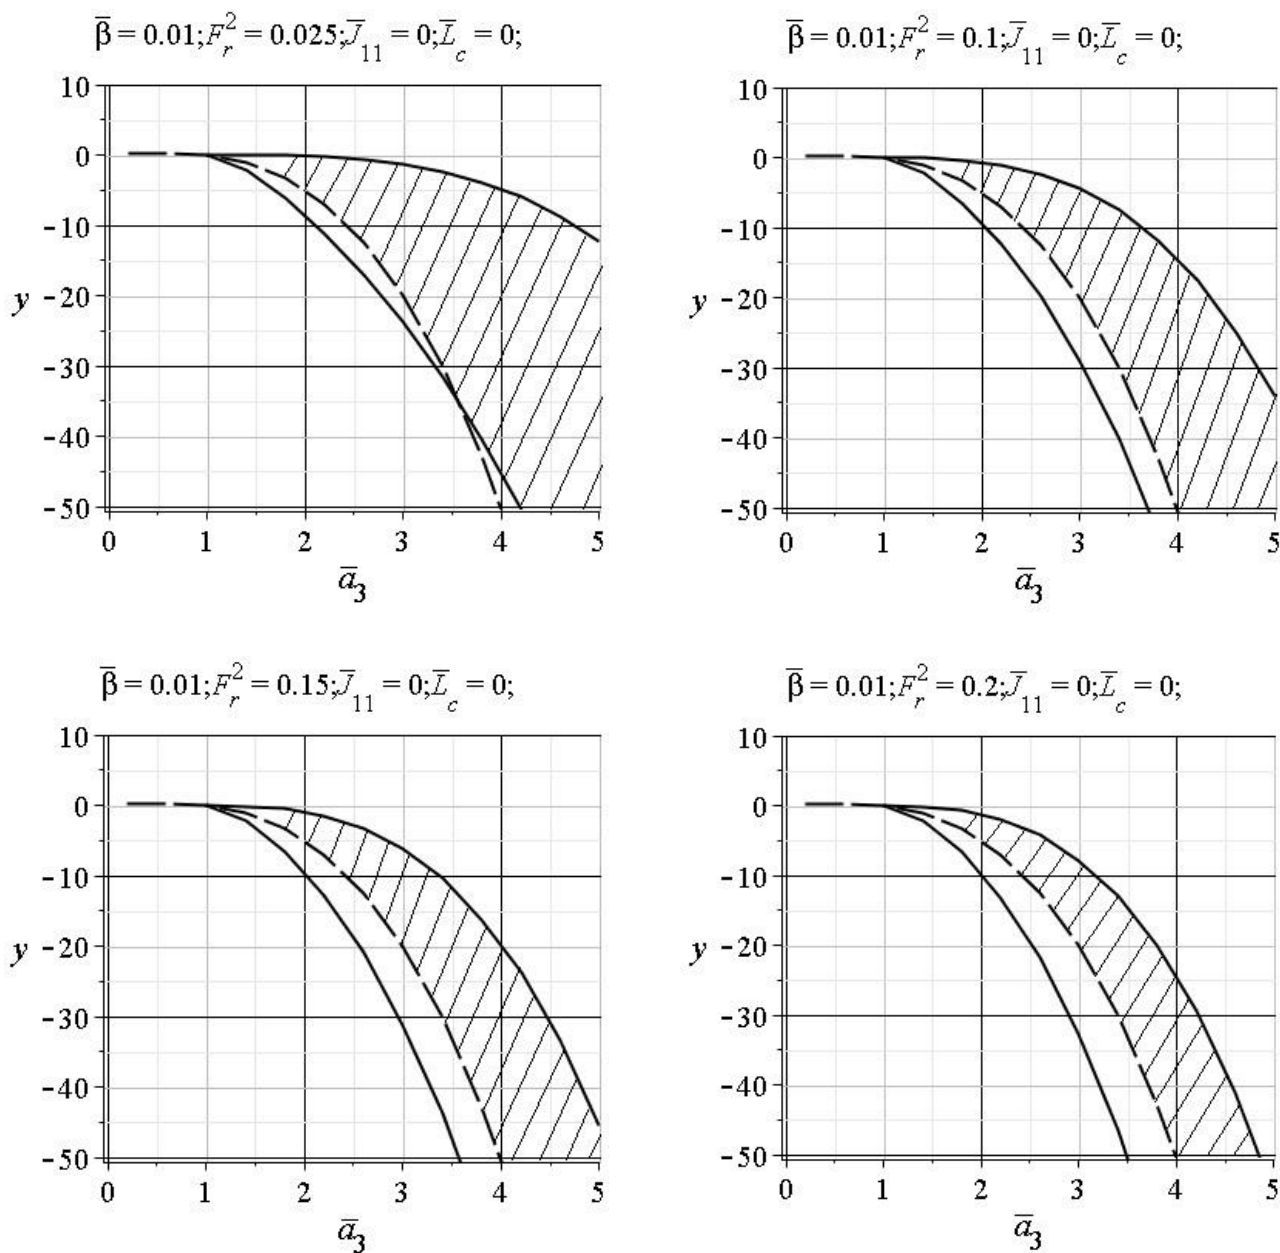 β̄ = 0.01; F_r^2 = 0.025; J̄_11 = 0; L̄_c = 0;
10
0
-10
y -20
-30
-40
-50
0 1 2 3 4 5
ā_3
β̄ = 0.01; F_r^2 = 0.1; J̄_11 = 0; L̄_c = 0;
10
0
-10
y -20
-30
-40
-50
0 1 2 3 4 5
ā_3
β̄ = 0.01; F_r^2 = 0.15; J̄_11 = 0; L̄_c = 0;
10
0
-10
y -20
-30
-40
-50
0 1 2 3 4 5
ā_3
β̄ = 0.01; F_r^2 = 0.2; J̄_11 = 0; L̄_c = 0;
10
0
-10
y -20
-30
-40
-50
0 1 2 3 4 5
ā_3